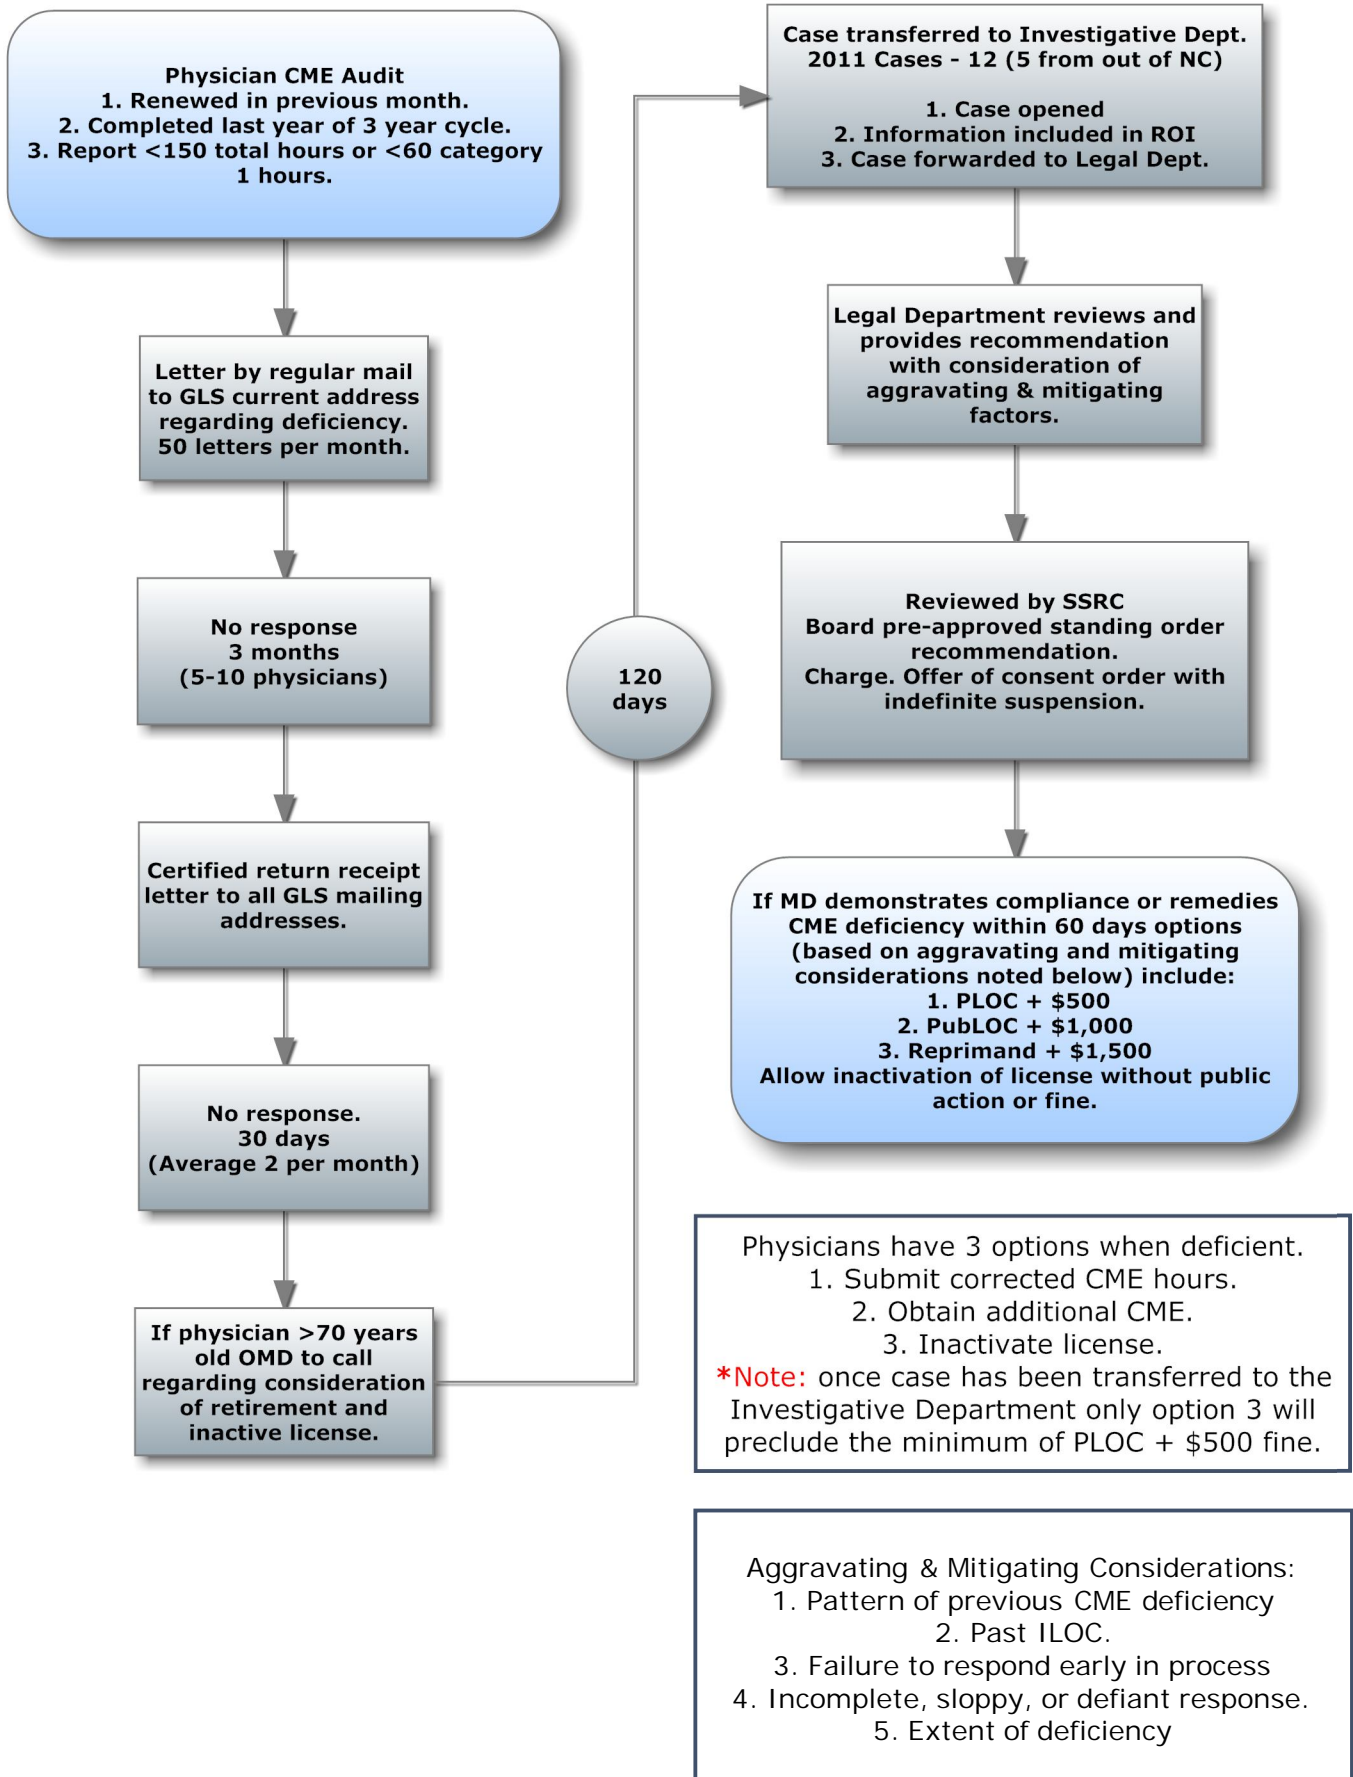 Physician CME Audit
1. Renewed in previous month.
2. Completed last year of 3 year cycle.
3. Report <150 total hours or <60 category
1 hours.
Letter by regular mail
to GLS current address
regarding deficiency.
50 letters per month.
No response
3 months
(5-10 physicians)
Certified return receipt
letter to all GLS mailing
addresses.
No response.
30 days
(Average 2 per month)
If physician >70 years
old OMD to call
regarding consideration
of retirement and
inactive license.
120
days
Case transferred to Investigative Dept.
2011 Cases - 12 (5 from out of NC)
1. Case opened
2. Information included in ROI
3. Case forwarded to Legal Dept.
Legal Department reviews and
provides recommendation
with consideration of
aggravating & mitigating
factors.
Reviewed by SSRC
Board pre-approved standing order
recommendation.
Charge. Offer of consent order with
indefinite suspension.
If MD demonstrates compliance or remedies
CME deficiency within 60 days options
(based on aggravating and mitigating
considerations noted below) include:
1. PLOC + $500
2. PubLOC + $1,000
3. Reprimand + $1,500
Allow inactivation of license without public
action or fine.
Physicians have 3 options when deficient.
1. Submit corrected CME hours.
2. Obtain additional CME.
3. Inactivate license.
*Note: once case has been transferred to the
Investigative Department only option 3 will
preclude the minimum of PLOC + $500 fine.
Aggravating & Mitigating Considerations:
1. Pattern of previous CME deficiency
2. Past ILOC.
3. Failure to respond early in process
4. Incomplete, sloppy, or defiant response.
5. Extent of deficiency